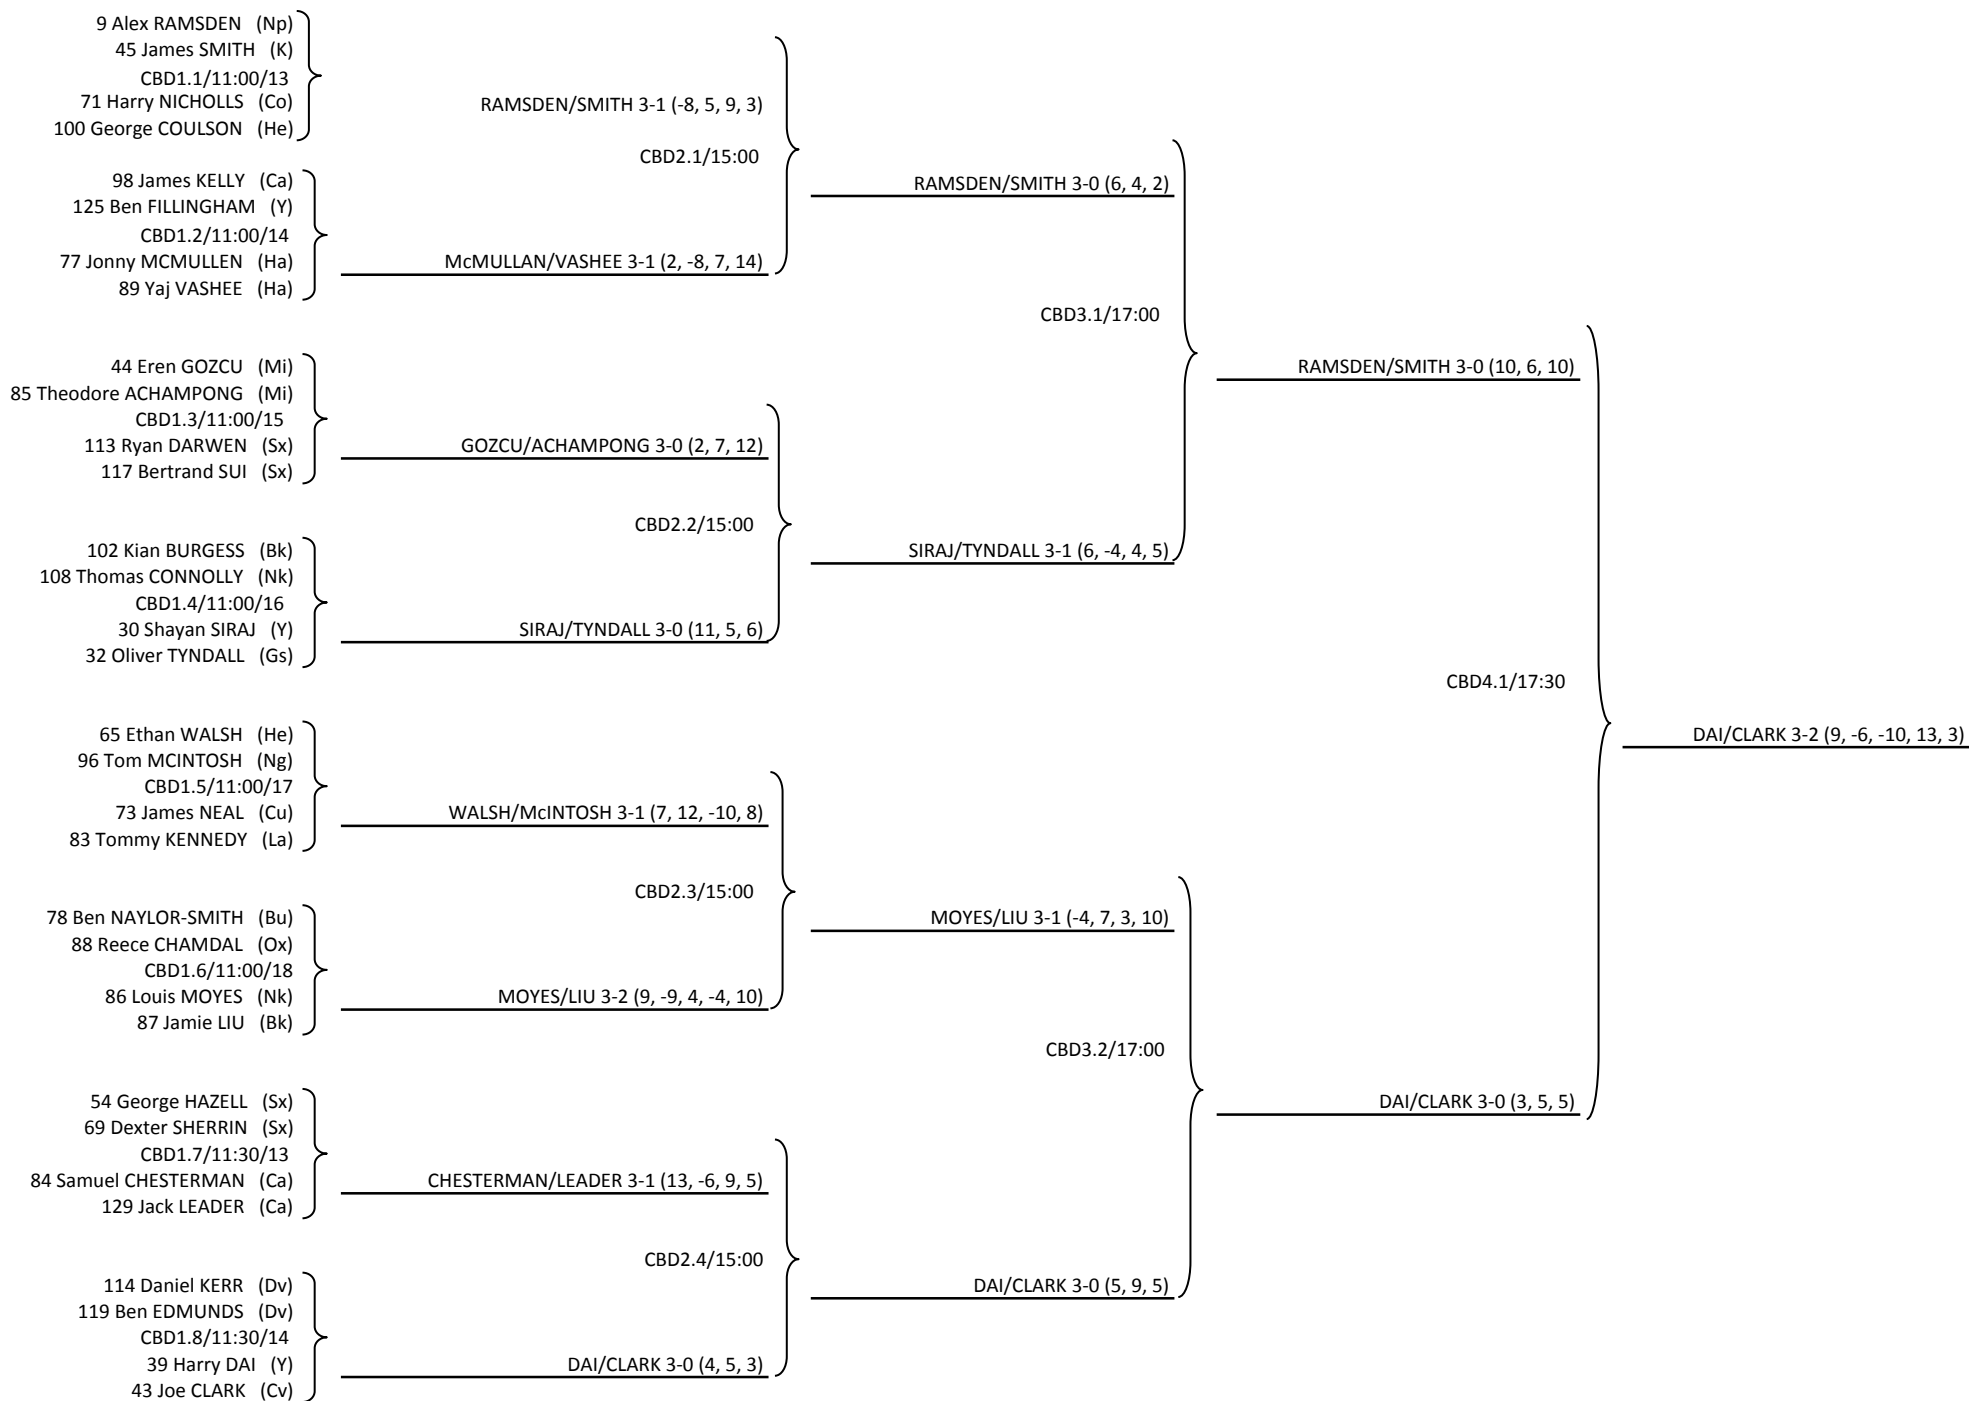 9 Alex RAMSDEN (Np)
45 James SMITH (K)
CBD1.1/11:00/13
71 Harry NICHOLLS (Co)
100 George COULSON (He)
RAMSDEN/SMITH 3-1 (-8, 5, 9, 3)
CBD2.1/15:00
98 James KELLY (Ca)
125 Ben FILLINGHAM (Y)
CBD1.2/11:00/14
77 Jonny MCMULLEN (Ha)
89 Yaj VASHEE (Ha)
McMULLAN/VASHEE 3-1 (2, -8, 7, 14)
RAMSDEN/SMITH 3-0 (6, 4, 2)
CBD3.1/17:00
44 Eren GOZCU (Mi)
85 Theodore ACHAMPONG (Mi)
CBD1.3/11:00/15
113 Ryan DARWEN (Sx)
117 Bertrand SUI (Sx)
GOZCU/ACHAMPONG 3-0 (2, 7, 12)
CBD2.2/15:00
RAMSDEN/SMITH 3-0 (10, 6, 10)
102 Kian BURGESS (Bk)
108 Thomas CONNOLLY (Nk)
CBD1.4/11:00/16
30 Shayan SIRAJ (Y)
32 Oliver TYNDALL (Gs)
SIRAJ/TYNDALL 3-0 (11, 5, 6)
SIRAJ/TYNDALL 3-1 (6, -4, 4, 5)
CBD4.1/17:30
65 Ethan WALSH (He)
96 Tom MCINTOSH (Ng)
CBD1.5/11:00/17
73 James NEAL (Cu)
83 Tommy KENNEDY (La)
WALSH/McINTOSH 3-1 (7, 12, -10, 8)
DAI/CLARK 3-2 (9, -6, -10, 13, 3)
CBD2.3/15:00
78 Ben NAYLOR-SMITH (Bu)
88 Reece CHAMDAL (Ox)
CBD1.6/11:00/18
86 Louis MOYES (Nk)
87 Jamie LIU (Bk)
MOYES/LIU 3-2 (9, -9, 4, -4, 10)
MOYES/LIU 3-1 (-4, 7, 3, 10)
CBD3.2/17:00
54 George HAZELL (Sx)
69 Dexter SHERRIN (Sx)
CBD1.7/11:30/13
84 Samuel CHESTERMAN (Ca)
129 Jack LEADER (Ca)
CHESTERMAN/LEADER 3-1 (13, -6, 9, 5)
DAI/CLARK 3-0 (3, 5, 5)
CBD2.4/15:00
114 Daniel KERR (Dv)
119 Ben EDMUNDS (Dv)
CBD1.8/11:30/14
39 Harry DAI (Y)
43 Joe CLARK (Cv)
DAI/CLARK 3-0 (4, 5, 3)
DAI/CLARK 3-0 (5, 9, 5)